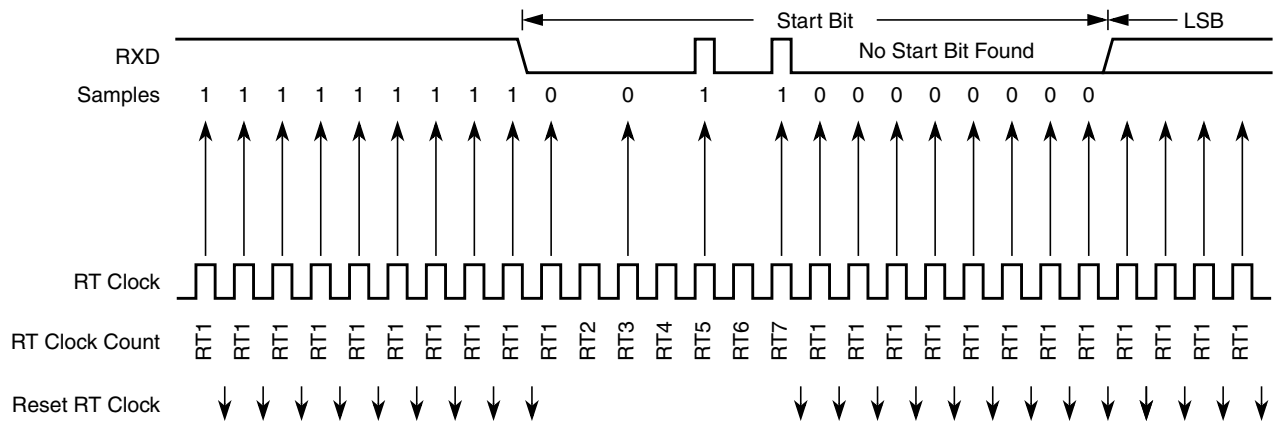 Start Bit LSB
RXD No Start Bit Found
Samples 1 1 1 1 1 1 1 1 1 0 0 1 1 0 0 0 0 0 0 0 0
RT Clock
RT Clock Count RT1 RT1 RT1 RT1 RT1 RT1 RT1 RT1 RT1 RT1 RT2 RT3 RT4 RT5 RT6 RT7 RT1 RT1 RT1 RT1 RT1 RT1 RT1 RT1 RT1 RT1 RT1 RT1
Reset RT Clock